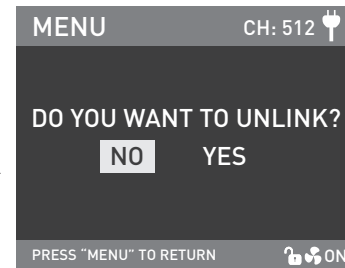 MENU CH: 512
DO YOU WANT TO UNLINK?
NO YES
PRESS “MENU” TO RETURN ON